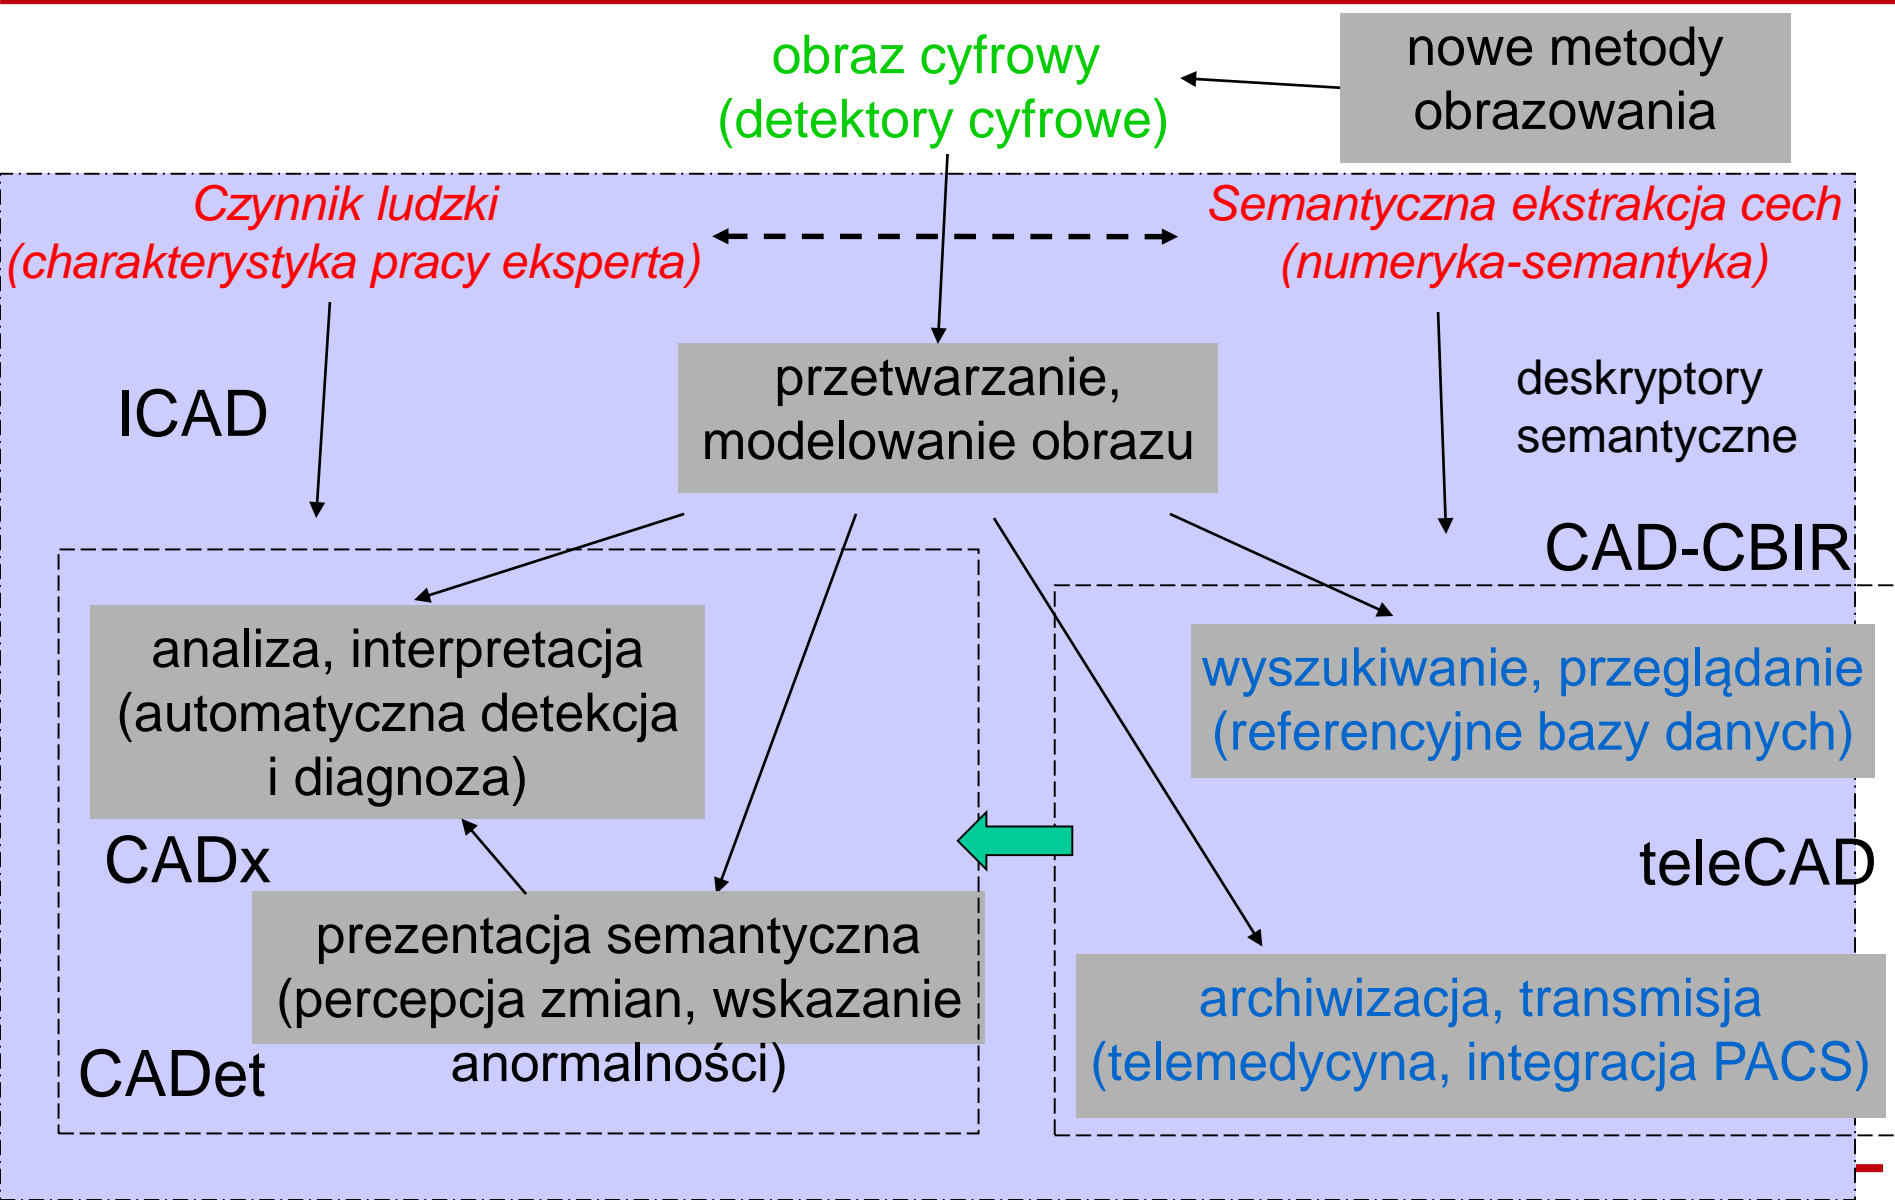 obraz cyfrowy
(detektory cyfrowe)
nowe metody
obrazowania
Czynnik ludzki
(charakterystyka pracy eksperta)
Semantyczna ekstrakcja cech
(numeryka-semantyka)
ICAD
przetwarzanie,
modelowanie obrazu
deskryptory
semantyczne
CAD-CBIR
analiza, interpretacja
(automatyczna detekcja
i diagnoza)
wyszukiwanie, przeglądanie
(referencyjne bazy danych)
CADx
teleCAD
prezentacja semantyczna
(percepcja zmian, wskazanie
anormalności)
CADet
archiwizacja, transmisja
(telemedycyna, integracja PACS)